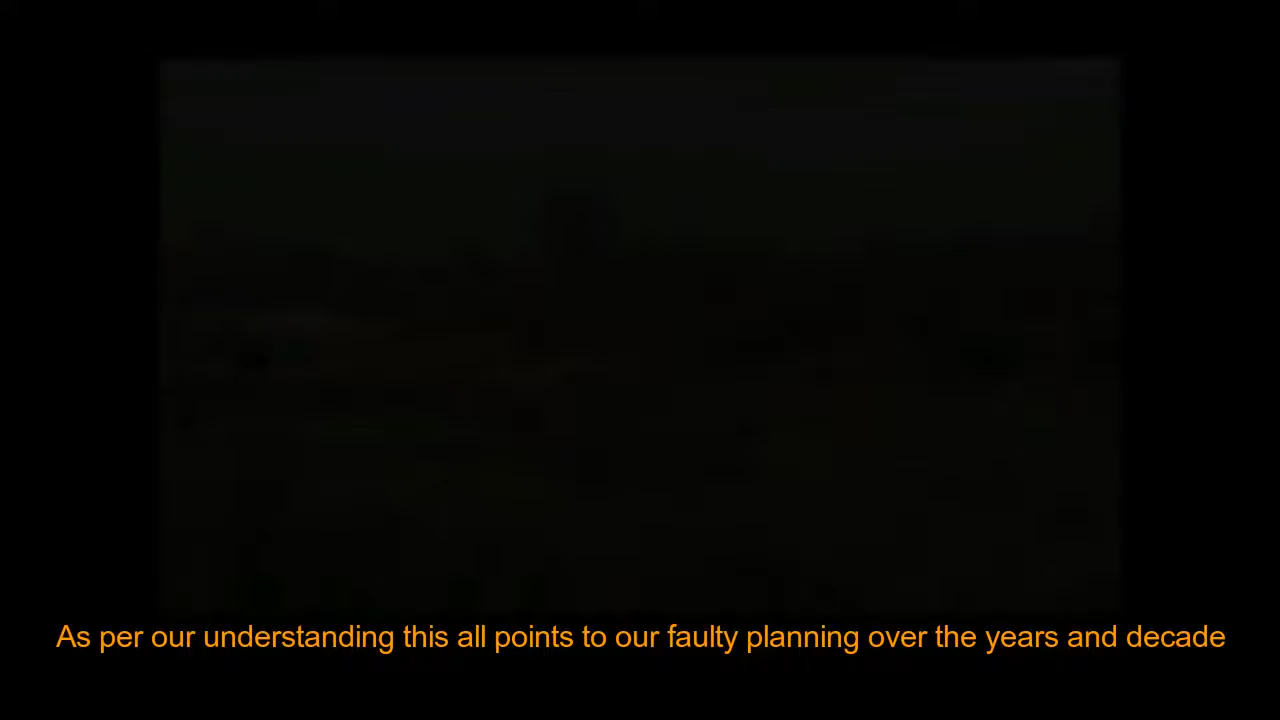 As per our understanding this all points to our faulty planning over the years and decade